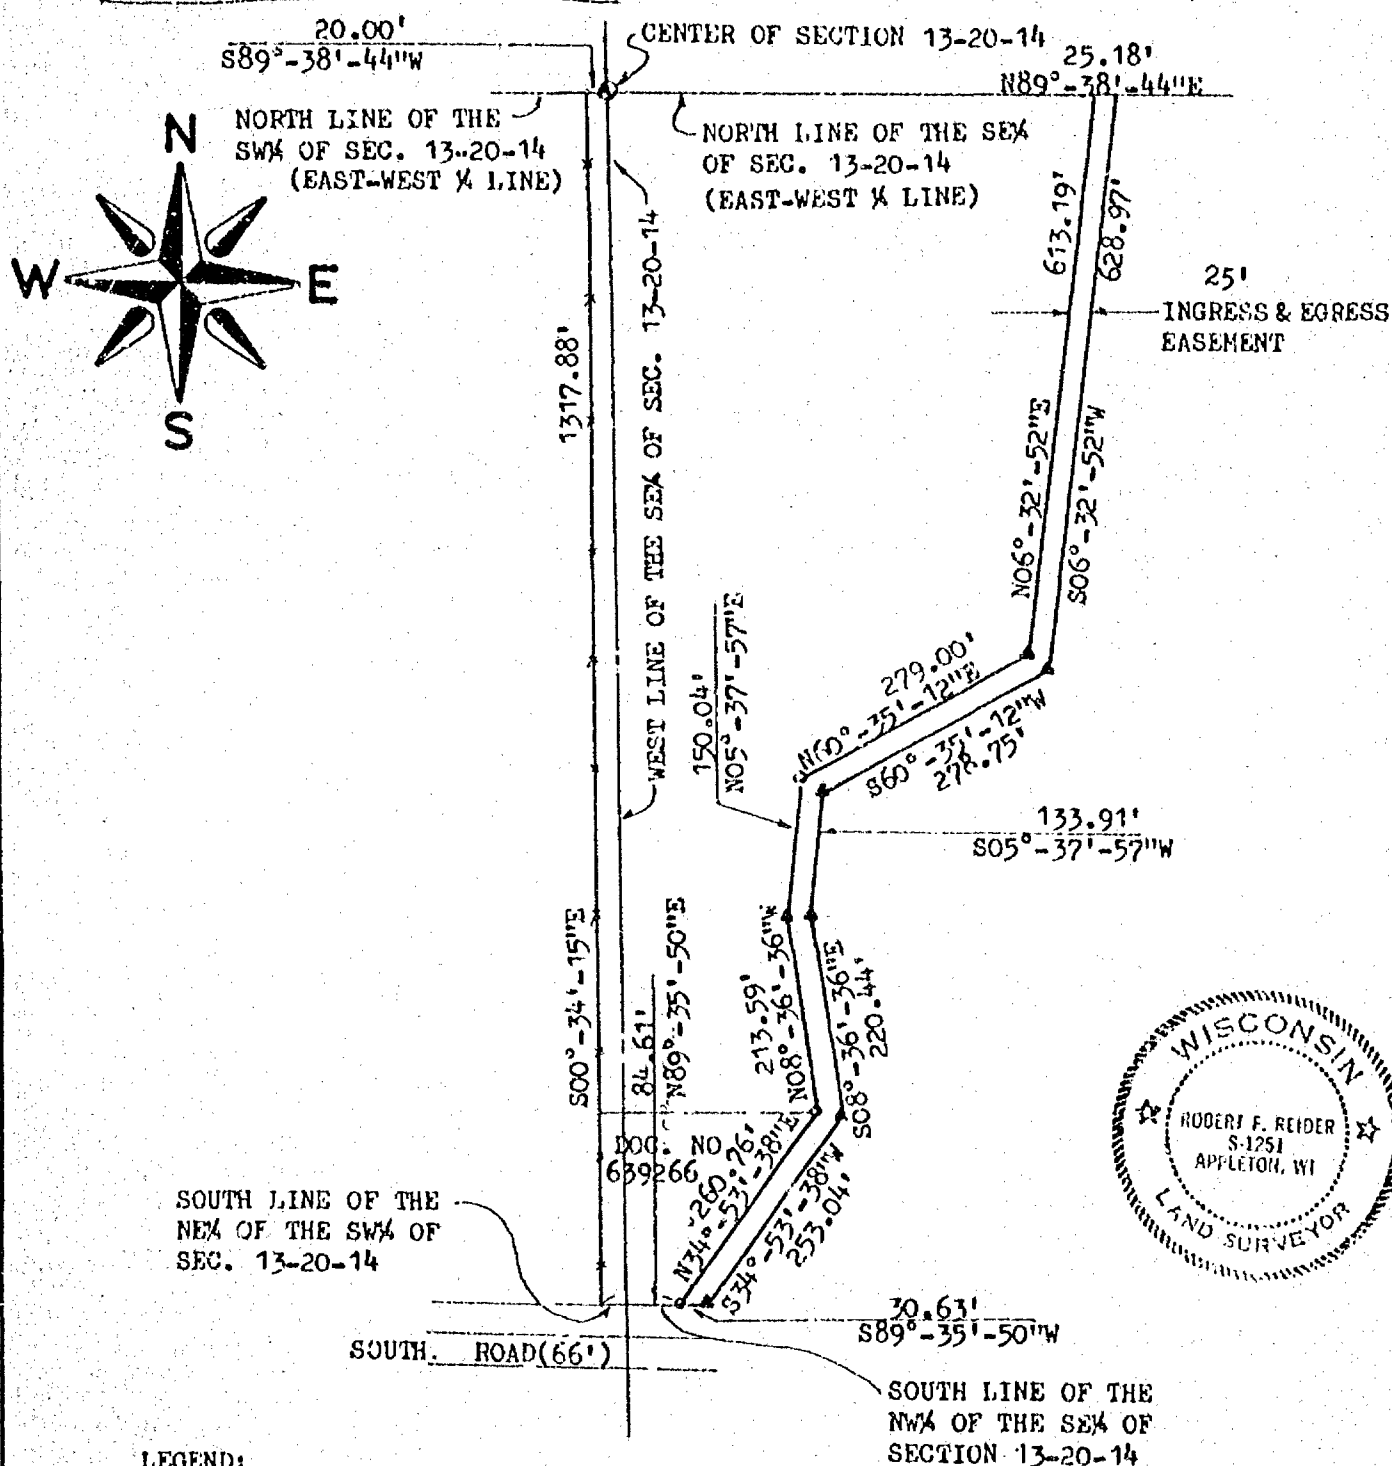 20.00'
S89°-38'-44"W
CENTER OF SECTION 13-20-14
25.18'
N89°-38'-44"E
NORTH LINE OF THE
SW¼ OF SEC. 13-20-14
(EAST-WEST ¼ LINE)
NORTH LINE OF THE SE¼
OF SEC. 13-20-14
(EAST-WEST ¼ LINE)
N
W
E
S
1317.88'
S00°-34'-15"E
WEST LINE OF THE SE¼ OF SEC. 13-20-14
613.19'
N06°-32'-52"E
628.97'
S06°-32'-52"W
25'
INGRESS & EGRESS
EASEMENT
279.00'
N60°-35'-12"E
S60°-35'-12"W
278.75'
150.04'
N05°-37'-57"E
133.91'
S05°-37'-57"W
213.59'
N08°-36'-36"W
S08°-36'-36"E
220.44'
84.61'
N89°-35'-50"E
DOC. NO
639266
260.76'
N34°-53'-38"E
S34°-53'-38"W
253.04'
SOUTH LINE OF THE
NE¼ OF THE SW¼ OF
SEC. 13-20-14
30.63'
S89°-35'-50"W
SOUTH. ROAD(66')
SOUTH LINE OF THE
NW¼ OF THE SE¼ OF
SECTION 13-20-14
WISCONSIN
ROBERT F. REIDER
S-1251
APPLETON, WI
LAND SURVEYOR
LEGEND: